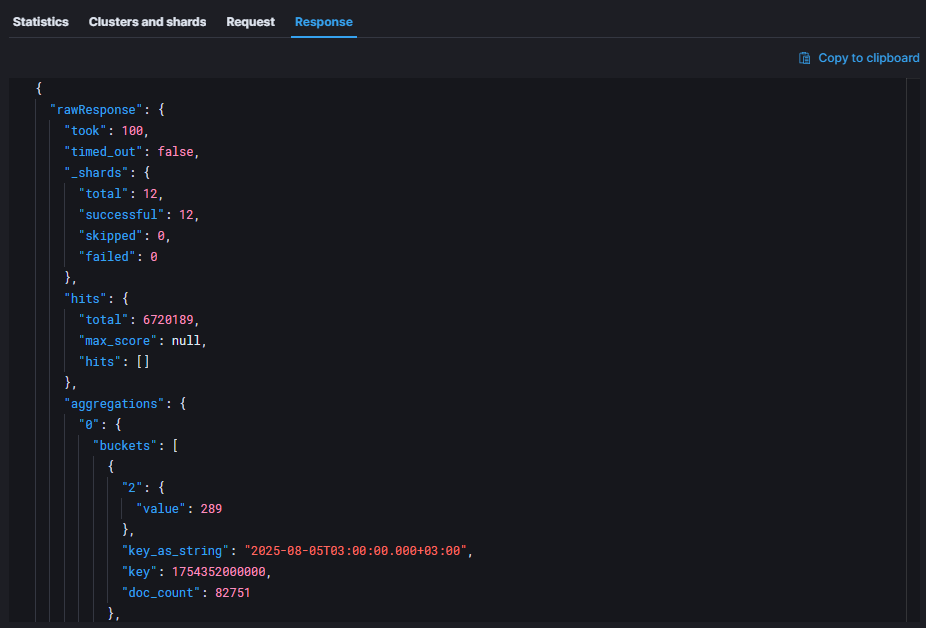 Statistics Clusters and shards Request Response
Copy to clipboard
{
"rawResponse": {
"took": 100,
"timed_out": false,
"_shards": {
"total": 12,
"successful": 12,
"skipped": 0,
"failed": 0
},
"hits": {
"total": 6720189,
"max_score": null,
"hits": []
},
"aggregations": {
"0": {
"buckets": [
{
"2": {
"value": 289
},
"key_as_string": "2025-08-05T03:00:00.000+03:00",
"key": 1754352000000,
"doc_count": 82751
},